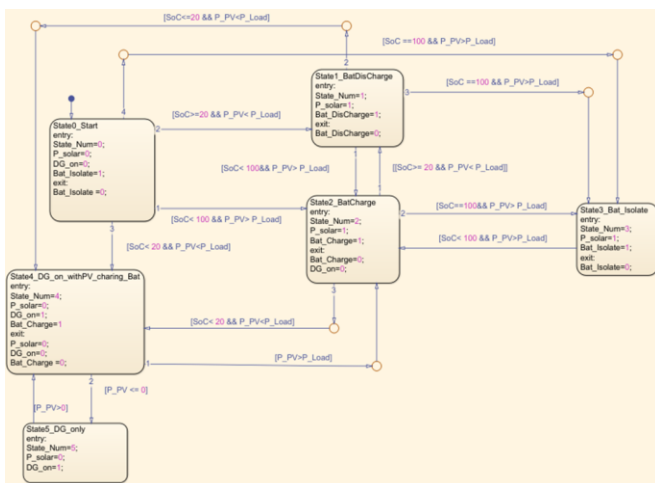 [SoC<=20 && P_PV<P_Load]
[SoC ==100 && P_PV>P_Load]
2
4
State1_BatDisCharge
entry:
State_Num=1;
P_solar=1;
Bat_DisCharge=1;
exit:
Bat_DisCharge=0;
3
[SoC ==100 && P_PV>P_Load]
State0_Start
entry:
State_Num=0;
P_solar=0;
DG_on=0;
Bat_Isolate=1;
exit:
Bat_Isolate =0;
2
[SoC>=20 && P_PV< P_Load]
1
[SoC< 100&& P_PV> P_Load]
[[SoC>= 20 && P_PV< P_Load]]
1
1
[SoC< 100 && P_PV> P_Load]
3
[SoC< 20 && P_PV<P_Load]
State2_BatCharge
entry:
State_Num=2;
P_solar=1;
Bat_Charge=1;
exit:
Bat_Charge=0;
DG_on=0;
2
[SoC==100&& P_PV> P_Load]
[SoC< 100 && P_PV>P_Load]
1
State3_Bat_Isolate
entry:
State_Num=3;
P_solar=1;
Bat_Isolate=1;
exit:
Bat_Isolate=0;
State4_DG_on_withPV_charing_Bat
entry:
State_Num=4;
P_solar=0;
DG_on=1;
Bat_Charge=1
exit:
P_solar=0;
DG_on=0;
Bat_Charge =0;
3
[SoC< 20 && P_PV<P_Load]
1
[P_PV>P_Load]
2
[P_PV <= 0]
[P_PV>0]
State5_DG_only
entry:
P_solar=0;
DG_on=1;